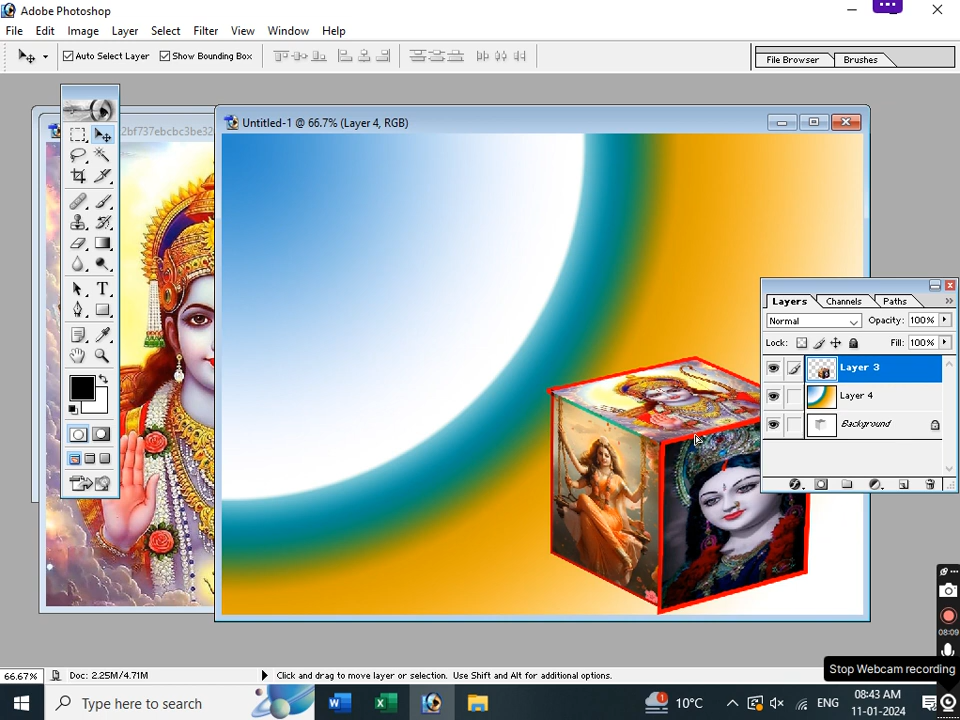 Adobe Photoshop
File Edit Image Layer Select Filter View Window Help
Auto Select Layer Show Bounding Box
File Browser Brushes
2bf737ebcbc3be32
Untitled-1 @ 66.7% (Layer 4, RGB)
Layers Channels Paths
Normal Opacity: 100%
Lock: Fill: 100%
Layer 3
Layer 4
Background
T
08:09
Stop Webcam recording
66.67% Doc: 2.25M/4.71M Click and drag to move layer or selection. Use Shift and Alt for additional options.
Type here to search
1 10°C ENG
08:43 AM
11-01-2024